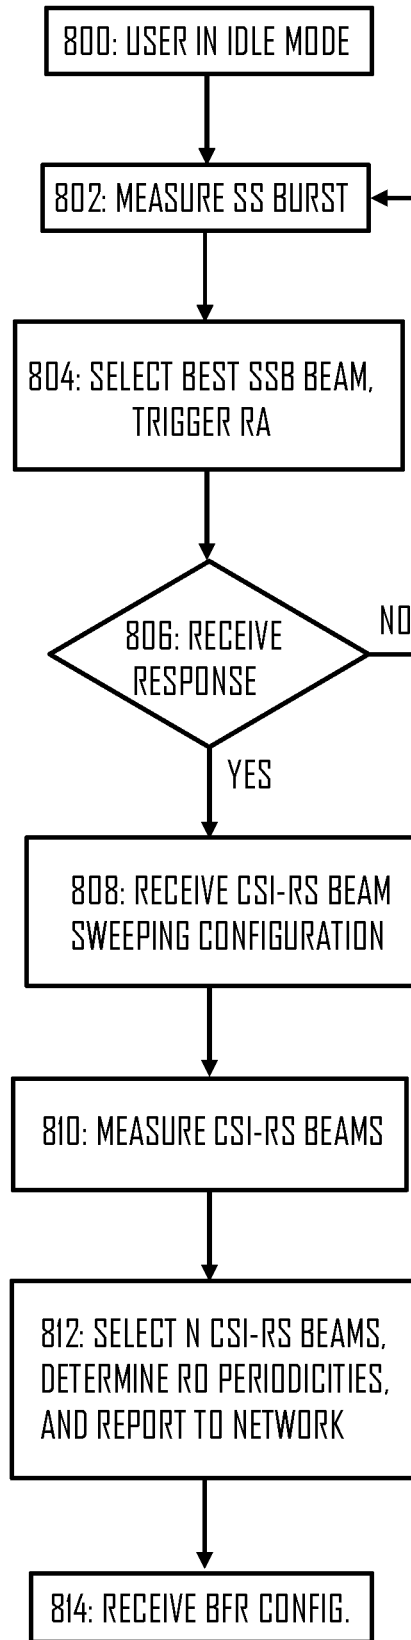 800: USER IN IDLE MODE
802: MEASURE SS BURST
804: SELECT BEST SSB BEAM,
TRIGGER RA
806: RECEIVE
RESPONSE
NO
YES
808: RECEIVE CSI-RS BEAM
SWEEPING CONFIGURATION
810: MEASURE CSI-RS BEAMS
812: SELECT N CSI-RS BEAMS,
DETERMINE RO PERIODICITIES,
AND REPORT TO NETWORK
814: RECEIVE BFR CONFIG.